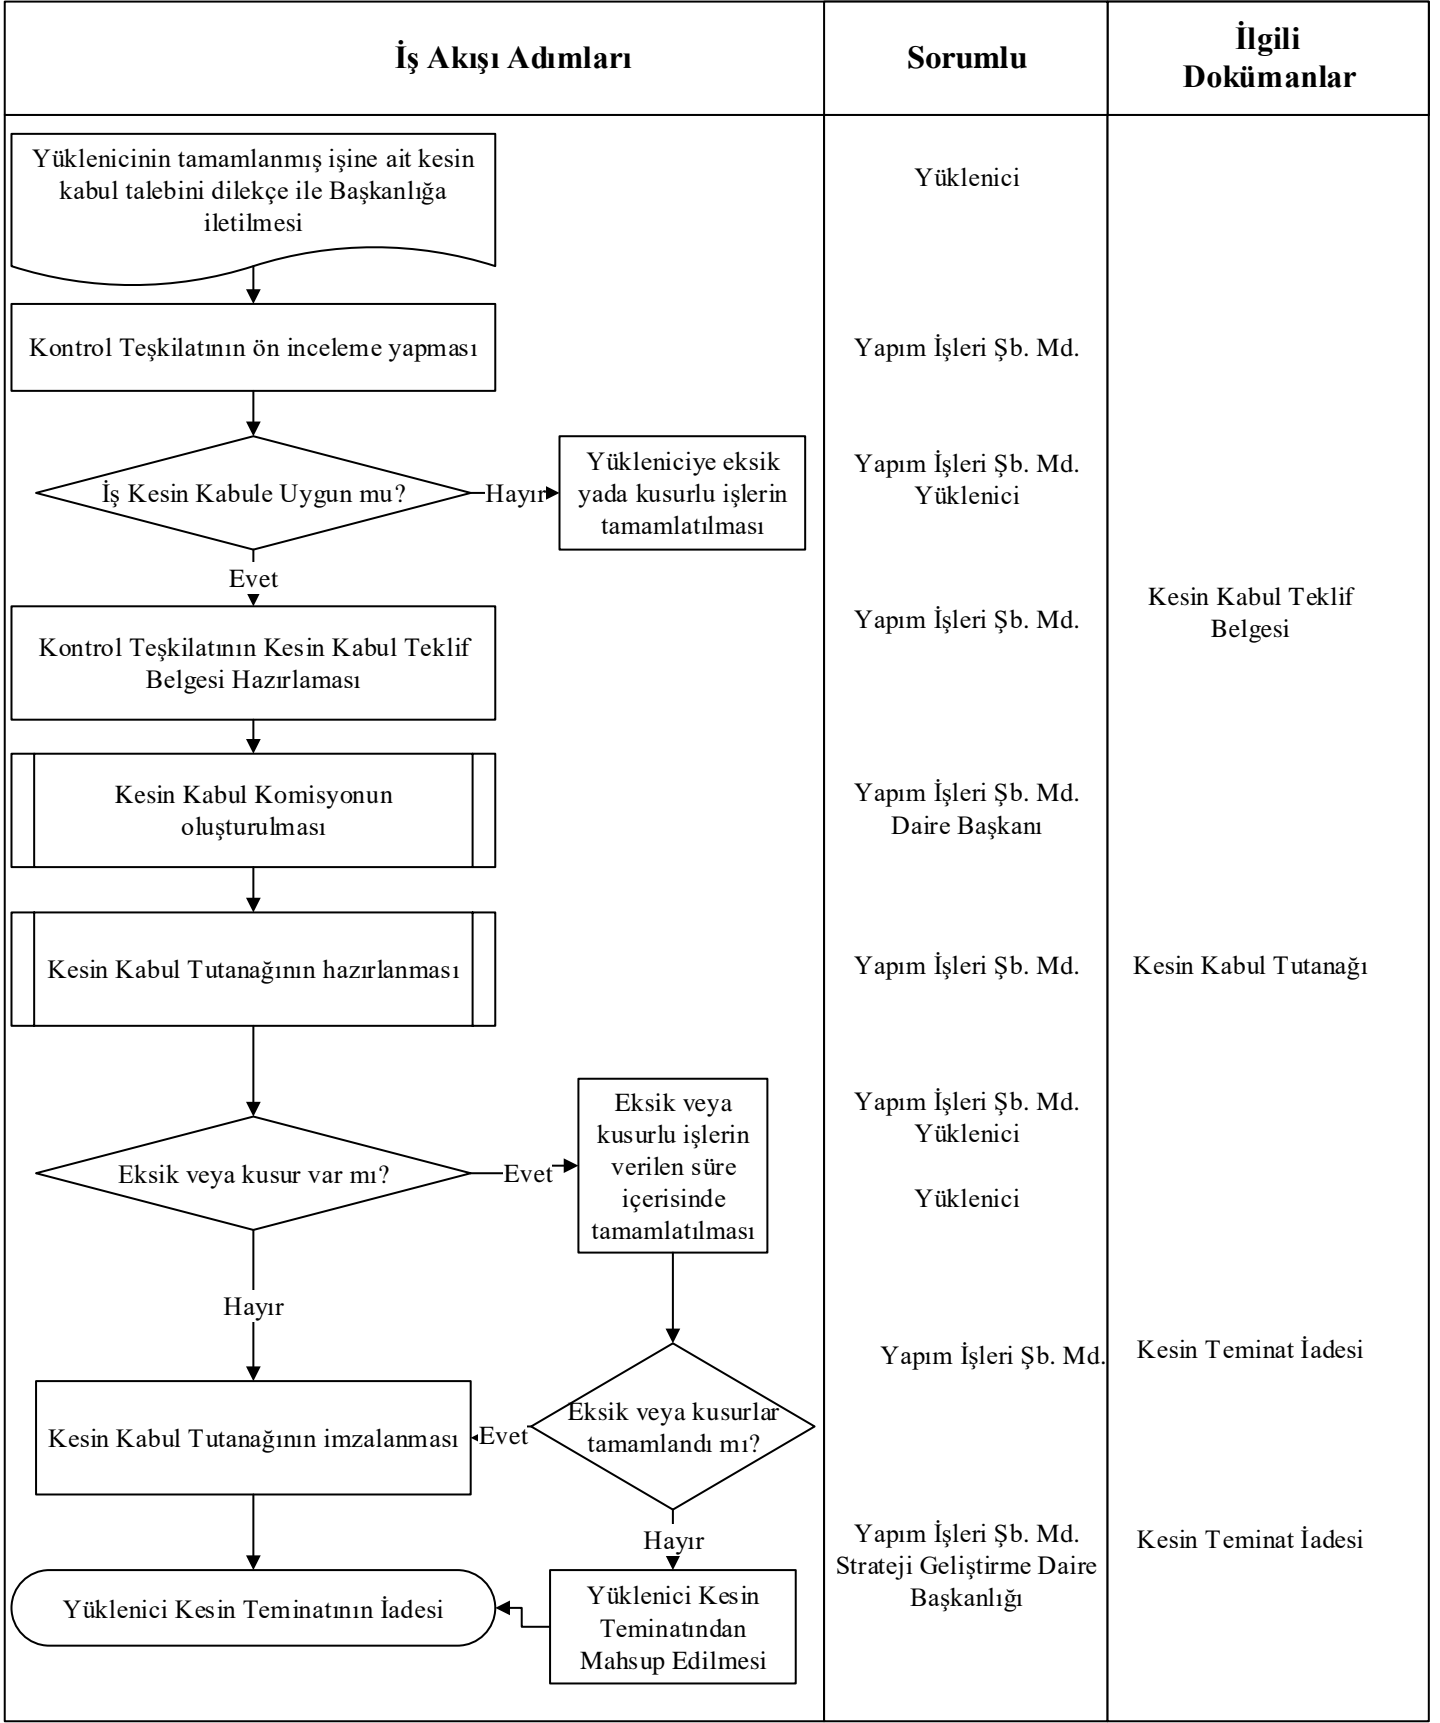 İş Akışı Adımları
Sorumlu
İlgili
Dokümanlar
Yüklenicinin tamamlanmış işine ait kesin
kabul talebini dilekçe ile Başkanlığa
iletilmesi
Yüklenici
Kontrol Teşkilatının ön inceleme yapması
Yapım İşleri Şb. Md.
İş Kesin Kabule Uygun mu?
Hayır
Yükleniciye eksik
yada kusurlu işlerin
tamamlatılması
Yapım İşleri Şb. Md.
Yüklenici
Evet
Kontrol Teşkilatının Kesin Kabul Teklif
Belgesi Hazırlaması
Yapım İşleri Şb. Md.
Kesin Kabul Teklif
Belgesi
Kesin Kabul Komisyonun
oluşturulması
Yapım İşleri Şb. Md.
Daire Başkanı
Kesin Kabul Tutanağının hazırlanması
Yapım İşleri Şb. Md.
Kesin Kabul Tutanağı
Eksik veya kusur var mı?
Evet
Eksik veya
kusurlu işlerin
verilen süre
içerisinde
tamamlatılması
Yapım İşleri Şb. Md.
Yüklenici
Yüklenici
Hayır
Yapım İşleri Şb. Md.
Kesin Teminat İadesi
Kesin Kabul Tutanağının imzalanması
Evet
Eksik veya kusurlar
tamamlandı mı?
Hayır
Yapım İşleri Şb. Md.
Strateji Geliştirme Daire
Başkanlığı
Kesin Teminat İadesi
Yüklenici Kesin Teminatının İadesi
Yüklenici Kesin
Teminatından
Mahsup Edilmesi